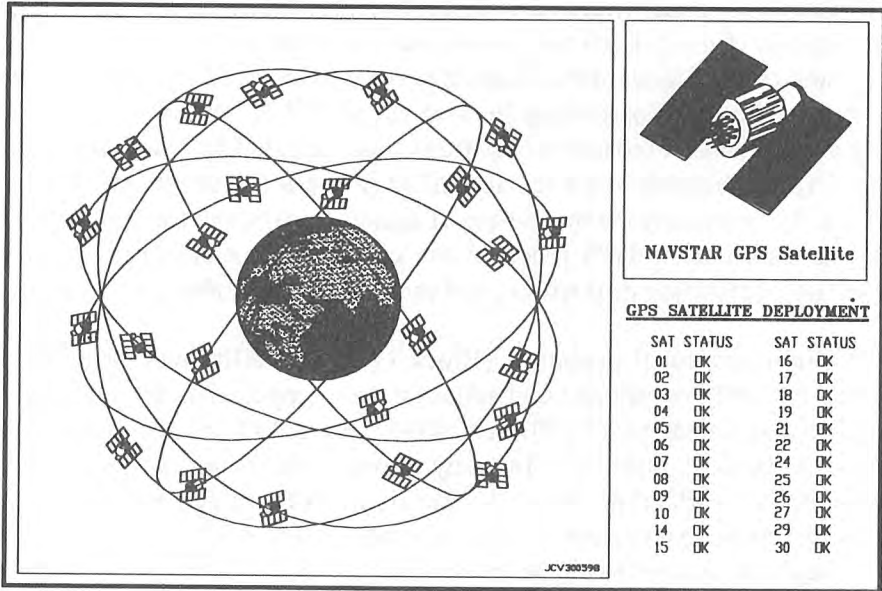 NAVSTAR GPS Satellite
GPS SATELLITE DEPLOYMENT
SAT STATUS SAT STATUS
01 OK 16 OK
02 OK 17 OK
03 OK 18 OK
04 OK 19 OK
05 OK 21 OK
06 OK 22 OK
07 OK 24 OK
08 OK 25 OK
09 OK 26 OK
10 OK 27 OK
14 OK 29 OK
15 OK 30 OK
JCV300598